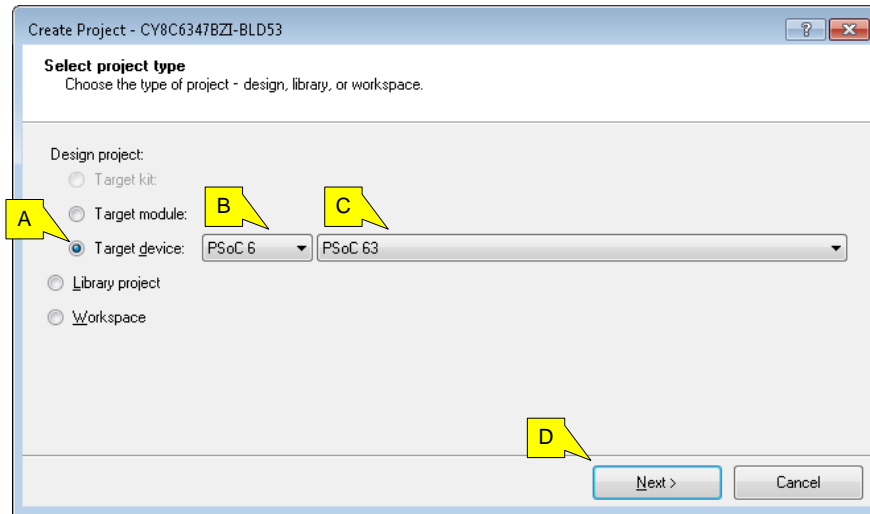 Create Project - CY8C6347BZI-BLD53
Select project type
Choose the type of project - design, library, or workspace.
Design project:
Target kit:
B C
A Target module:
Target device: PSoC 6 PSoC 63
Library project
Workspace
D
Next > Cancel